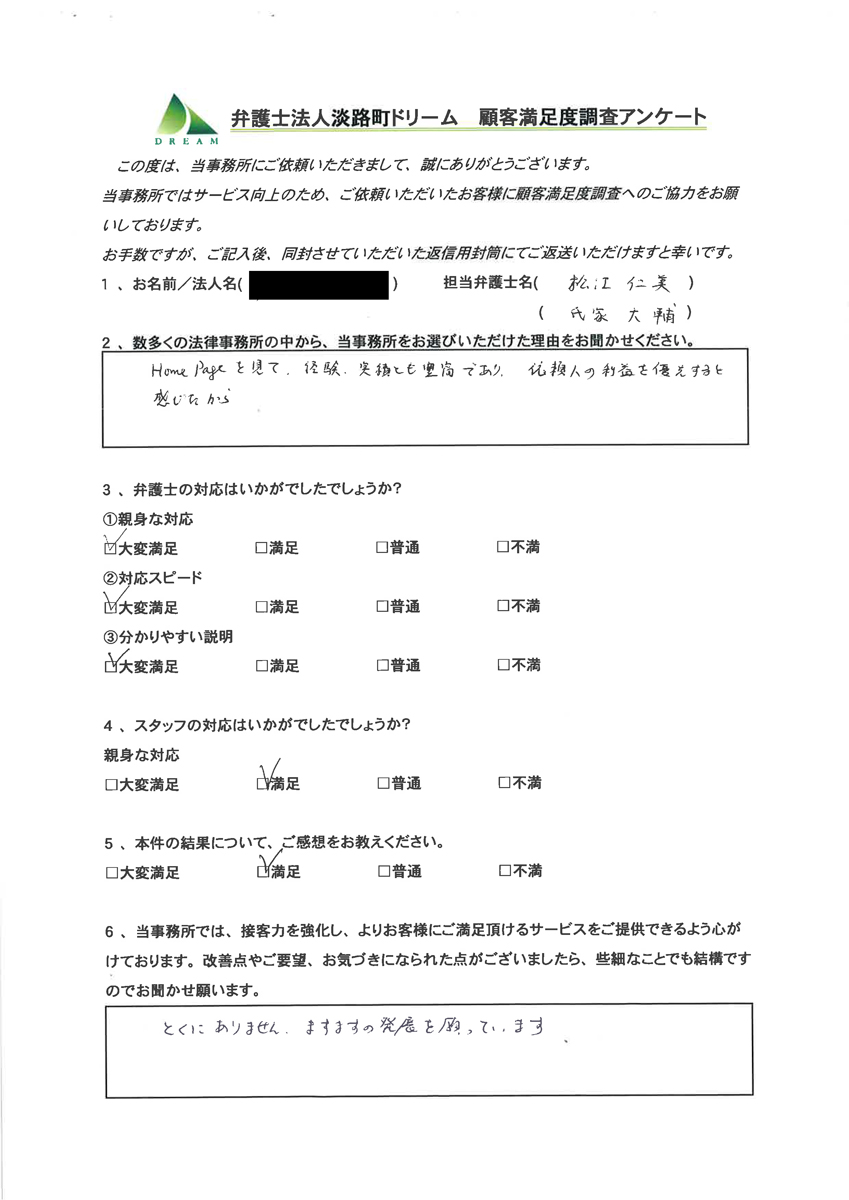 DREAM
弁護士法人淡路町ドリーム 顧客満足度調査アンケート
この度は、当事務所にご依頼いただきまして、誠にありがとうございます。
当事務所ではサービス向上のため、ご依頼いただいたお客様に顧客満足度調査へのご協力をお願
いしております。
お手数ですが、ご記入後、同封させていただいた返信用封筒にてご返送いただけますと幸いです。
1、お名前／法人名( ) 担当弁護士名( 松江 仁美 )
( 氏家 大輔 )
2、数多くの法律事務所の中から、当事務所をお選びいただけた理由をお聞かせください。
Home Pageを見て、経験、実績とも豊富であり、依頼人の利益を優先すると
感じたから
3、弁護士の対応はいかがでしたでしょうか？
①親身な対応
☑大変満足 □満足 □普通 □不満
②対応スピード
☑大変満足 □満足 □普通 □不満
③分かりやすい説明
☑大変満足 □満足 □普通 □不満
4、スタッフの対応はいかがでしたでしょうか？
親身な対応
□大変満足 ☑満足 □普通 □不満
5、本件の結果について、ご感想をお教えください。
□大変満足 ☑満足 □普通 □不満
6、当事務所では、接客力を強化し、よりお客様にご満足頂けるサービスをご提供できるよう心が
けております。改善点やご要望、お気づきになられた点がございましたら、些細なことでも結構です
のでお聞かせ願います。
とくにありません。ますますの発展を願っています